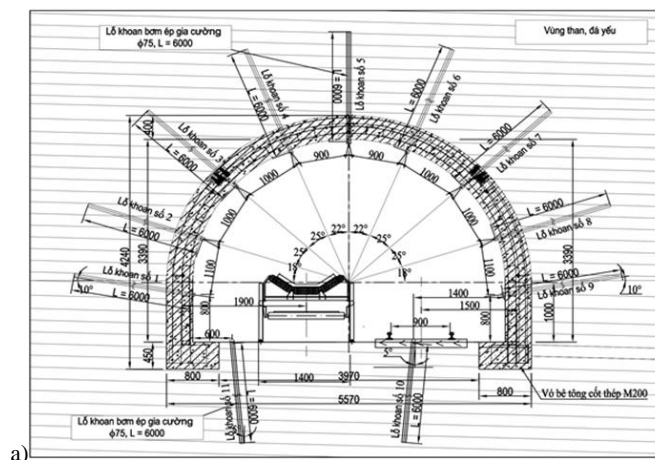 Lỗ khoan bơm ép gia cường
ϕ75, L = 6000
Vùng than, đá yếu
Lỗ khoan số 5
L = 6000
Lỗ khoan số 4
L = 6000
Lỗ khoan số 6
L = 6000
Lỗ khoan số 3
L = 6000
400
Lỗ khoan số 7
L = 6000
900
900
1000
1000
Lỗ khoan số 2
L = 6000
1000
1000
Lỗ khoan số 8
L = 6000
4240
3390
3390
22°
22°
25°
25°
25°
25°
18°
18°
1100
1100
Lỗ khoan số 1
L = 6000
10°
Lỗ khoan số 9
L = 6000
10°
800
1900
1400
1500
800
1000
600
900
450
5°
800
1400
3970
800
5570
Lỗ khoan số 11
L = 6000
Lỗ khoan số 10
L = 6000
Vỏ bê tông cốt thép M200
Lỗ khoan bơm ép gia cường
ϕ75, L = 6000
a)